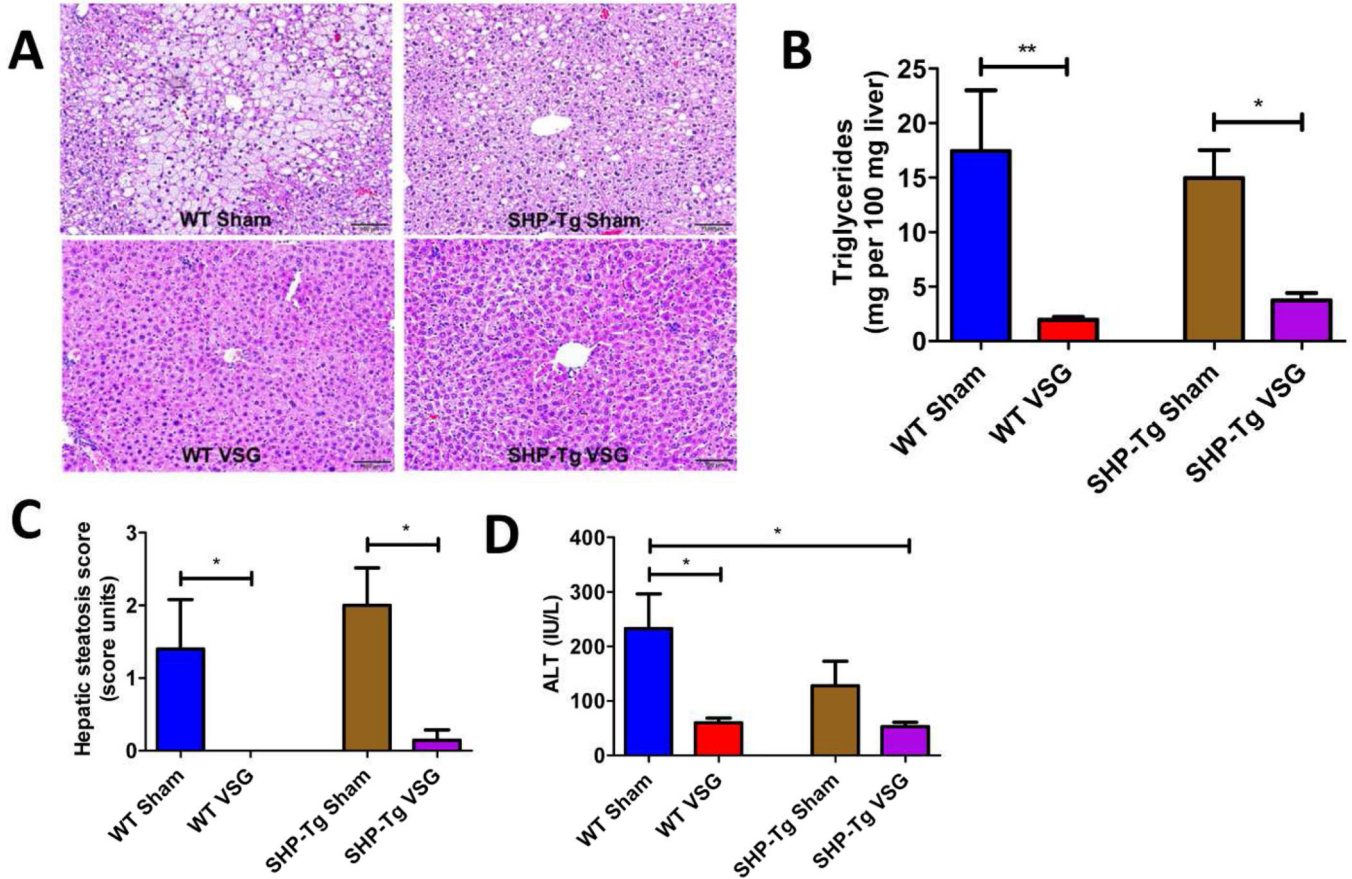 A
WT Sham
SHP-Tg Sham
WT VSG
SHP-Tg VSG
B
**
*
Triglycerides
(mg per 100 mg liver)
25
20
15
10
5
0
WT Sham
WT VSG
SHP-Tg Sham
SHP-Tg VSG
C
*
*
Hepatic steatosis score
(score units)
3
2
1
0
WT Sham
WT VSG
SHP-Tg Sham
SHP-Tg VSG
D
*
*
ALT (IU/L)
400
300
200
100
0
WT Sham
WT VSG
SHP-Tg Sham
SHP-Tg VSG